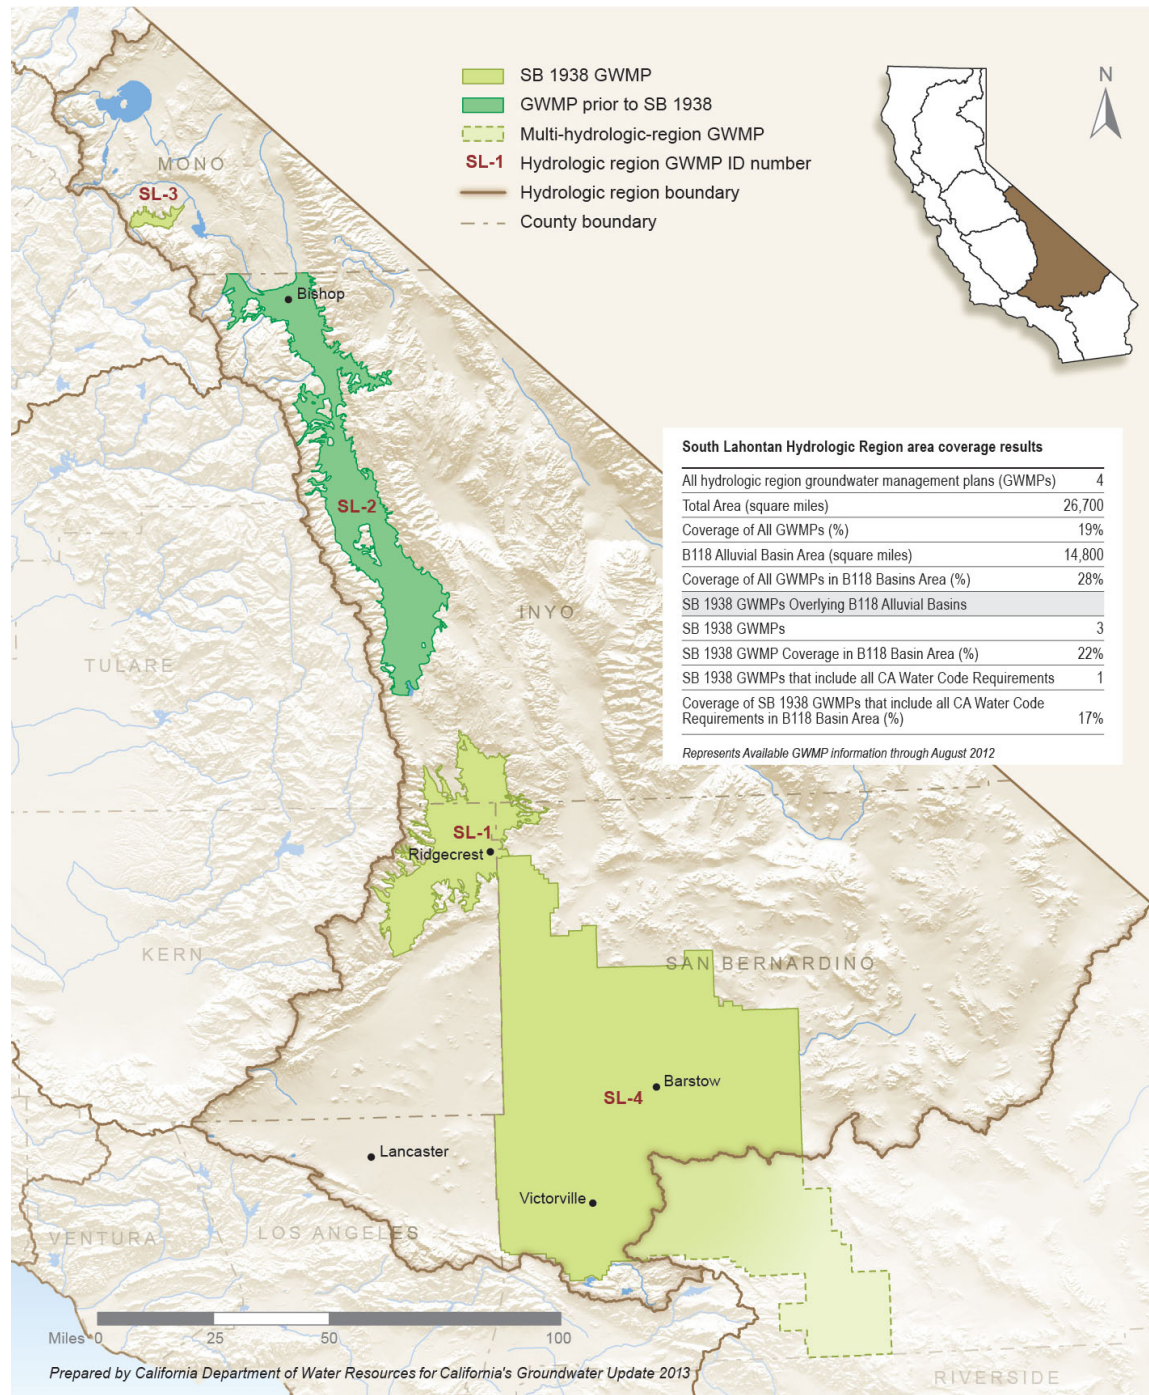 SB 1938 GWMP
GWMP prior to SB 1938
Multi-hydrologic-region GWMP
SL-1 Hydrologic region GWMP ID number
Hydrologic region boundary
County boundary
N
MONO
SL-3
Bishop
South Lahontan Hydrologic Region area coverage results
All hydrologic region groundwater management plans (GWMPs) 4
Total Area (square miles) 26,700
Coverage of All GWMPs (%) 19%
B118 Alluvial Basin Area (square miles) 14,800
Coverage of All GWMPs in B118 Basins Area (%) 28%
SB 1938 GWMPs Overlying B118 Alluvial Basins
SB 1938 GWMPs 3
SB 1938 GWMP Coverage in B118 Basin Area (%) 22%
SB 1938 GWMPs that include all CA Water Code Requirements 1
Coverage of SB 1938 GWMPs that include all CA Water Code
Requirements in B118 Basin Area (%) 17%
Represents Available GWMP information through August 2012
SL-2
INYO
TULARE
SL-1
Ridgecrest
KERN
SAN BERNARDINO
Barstow
SL-4
Lancaster
Victorville
VENTURA
LOS ANGELES
Miles 0 25 50 100
Prepared by California Department of Water Resources for California's Groundwater Update 2013
RIVERSIDE